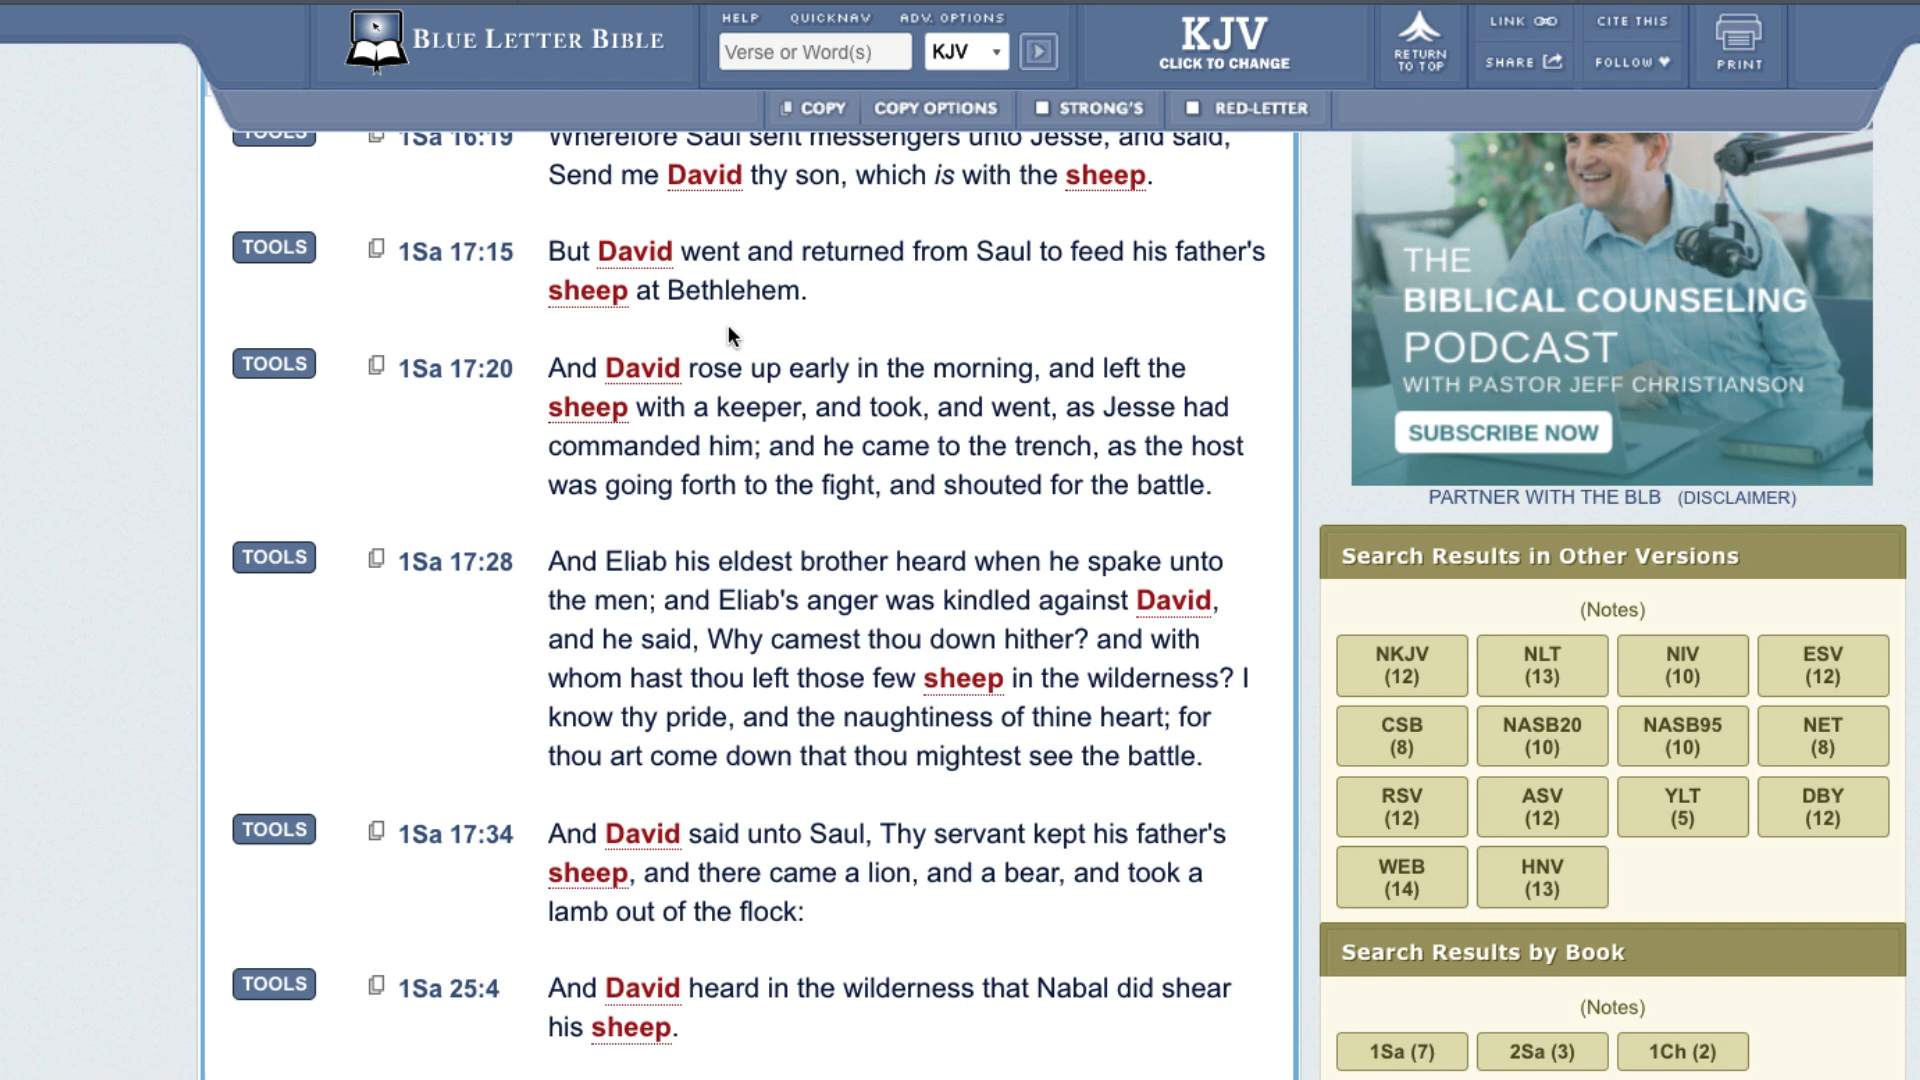 BLUE LETTER BIBLE
HELP QUICKNAV ADV. OPTIONS
Verse or Word(s) KJV
KJV
CLICK TO CHANGE
RETURN
TO TOP
LINK
CITE THIS
SHARE
FOLLOW
PRINT
COPY COPY OPTIONS STRONG'S RED-LETTER
TOOLS 1Sa 16:19 Wherefore Saul sent messengers unto Jesse, and said,
Send me David thy son, which is with the sheep.
TOOLS 1Sa 17:15 But David went and returned from Saul to feed his father's
sheep at Bethlehem.
TOOLS 1Sa 17:20 And David rose up early in the morning, and left the
sheep with a keeper, and took, and went, as Jesse had
commanded him; and he came to the trench, as the host
was going forth to the fight, and shouted for the battle.
TOOLS 1Sa 17:28 And Eliab his eldest brother heard when he spake unto
the men; and Eliab's anger was kindled against David,
and he said, Why camest thou down hither? and with
whom hast thou left those few sheep in the wilderness? I
know thy pride, and the naughtiness of thine heart; for
thou art come down that thou mightest see the battle.
TOOLS 1Sa 17:34 And David said unto Saul, Thy servant kept his father's
sheep, and there came a lion, and a bear, and took a
lamb out of the flock:
TOOLS 1Sa 25:4 And David heard in the wilderness that Nabal did shear
his sheep.
THE
BIBLICAL COUNSELING
PODCAST
WITH PASTOR JEFF CHRISTIANSON
SUBSCRIBE NOW
PARTNER WITH THE BLB (DISCLAIMER)
Search Results in Other Versions
(Notes)
NKJV NLT NIV ESV
(12) (13) (10) (12)
CSB NASB20 NASB95 NET
(8) (10) (10) (8)
RSV ASV YLT DBY
(12) (12) (5) (12)
WEB HNV
(14) (13)
Search Results by Book
(Notes)
1Sa (7) 2Sa (3) 1Ch (2)